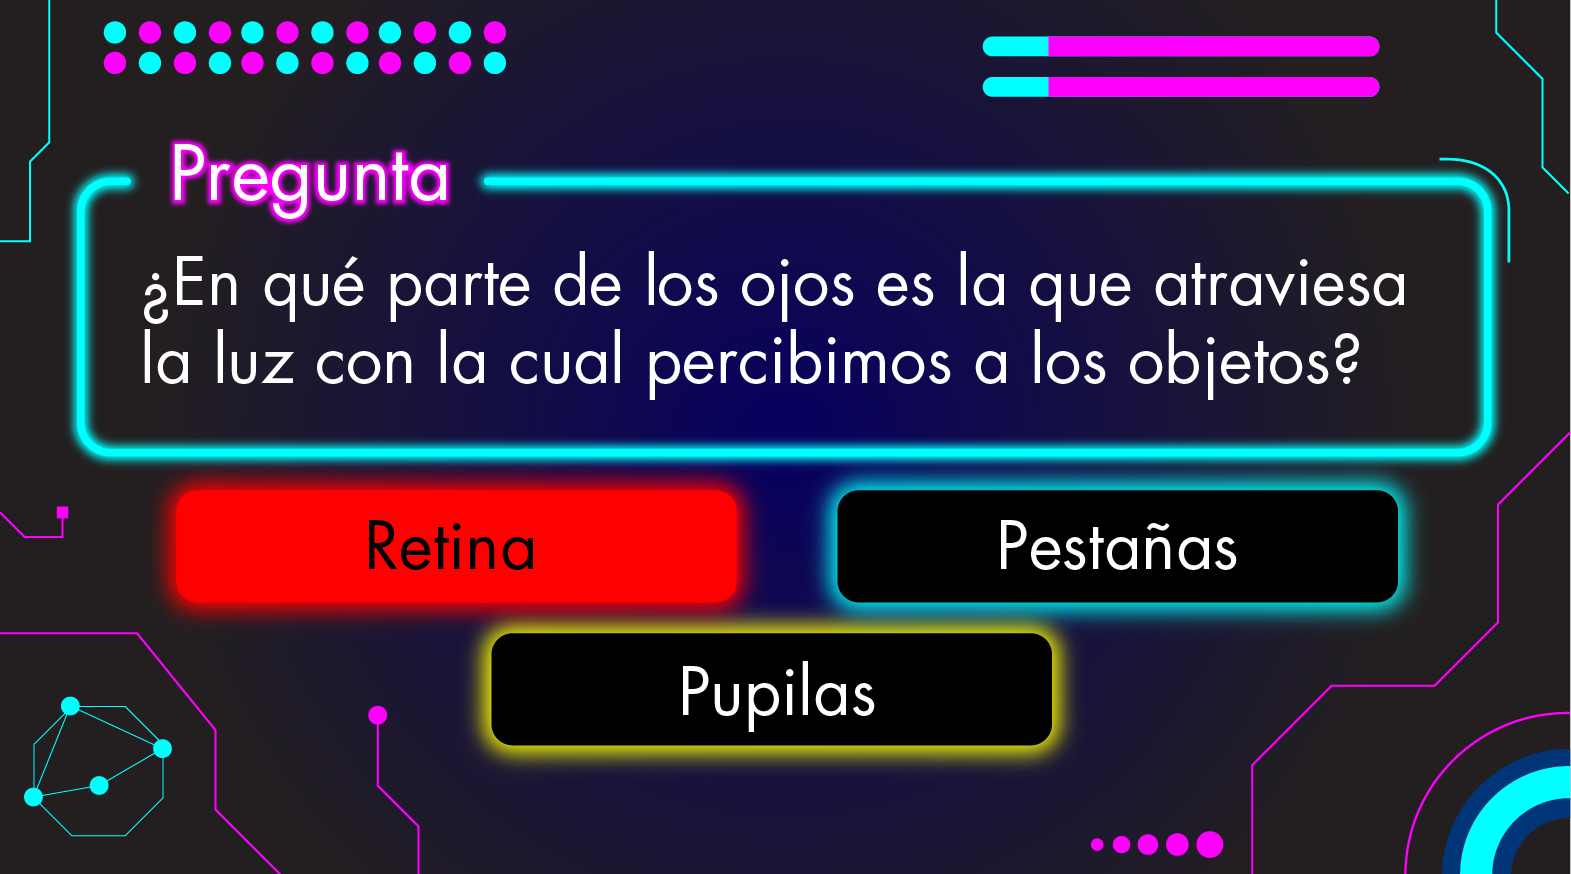 Pregunta
¿En qué parte de los ojos es la que atraviesa
la luz con la cual percibimos a los objetos?
Retina
Pestañas
Pupilas